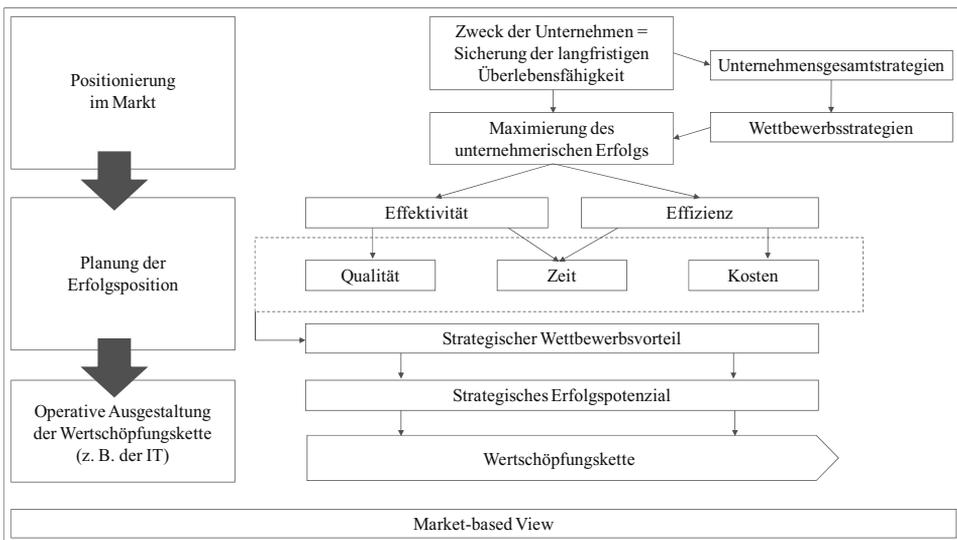 Positionierung
im Markt
Zweck der Unternehmen =
Sicherung der langfristigen
Überlebensfähigkeit
Unternehmensgesamtstrategien
Maximierung des
unternehmerischen Erfolgs
Wettbewerbsstrategien
Planung der
Erfolgsposition
Effektivität
Effizienz
Qualität
Zeit
Kosten
Strategischer Wettbewerbsvorteil
Operative Ausgestaltung
der Wertschöpfungskette
(z. B. der IT)
Strategisches Erfolgspotenzial
Wertschöpfungskette
Market-based View